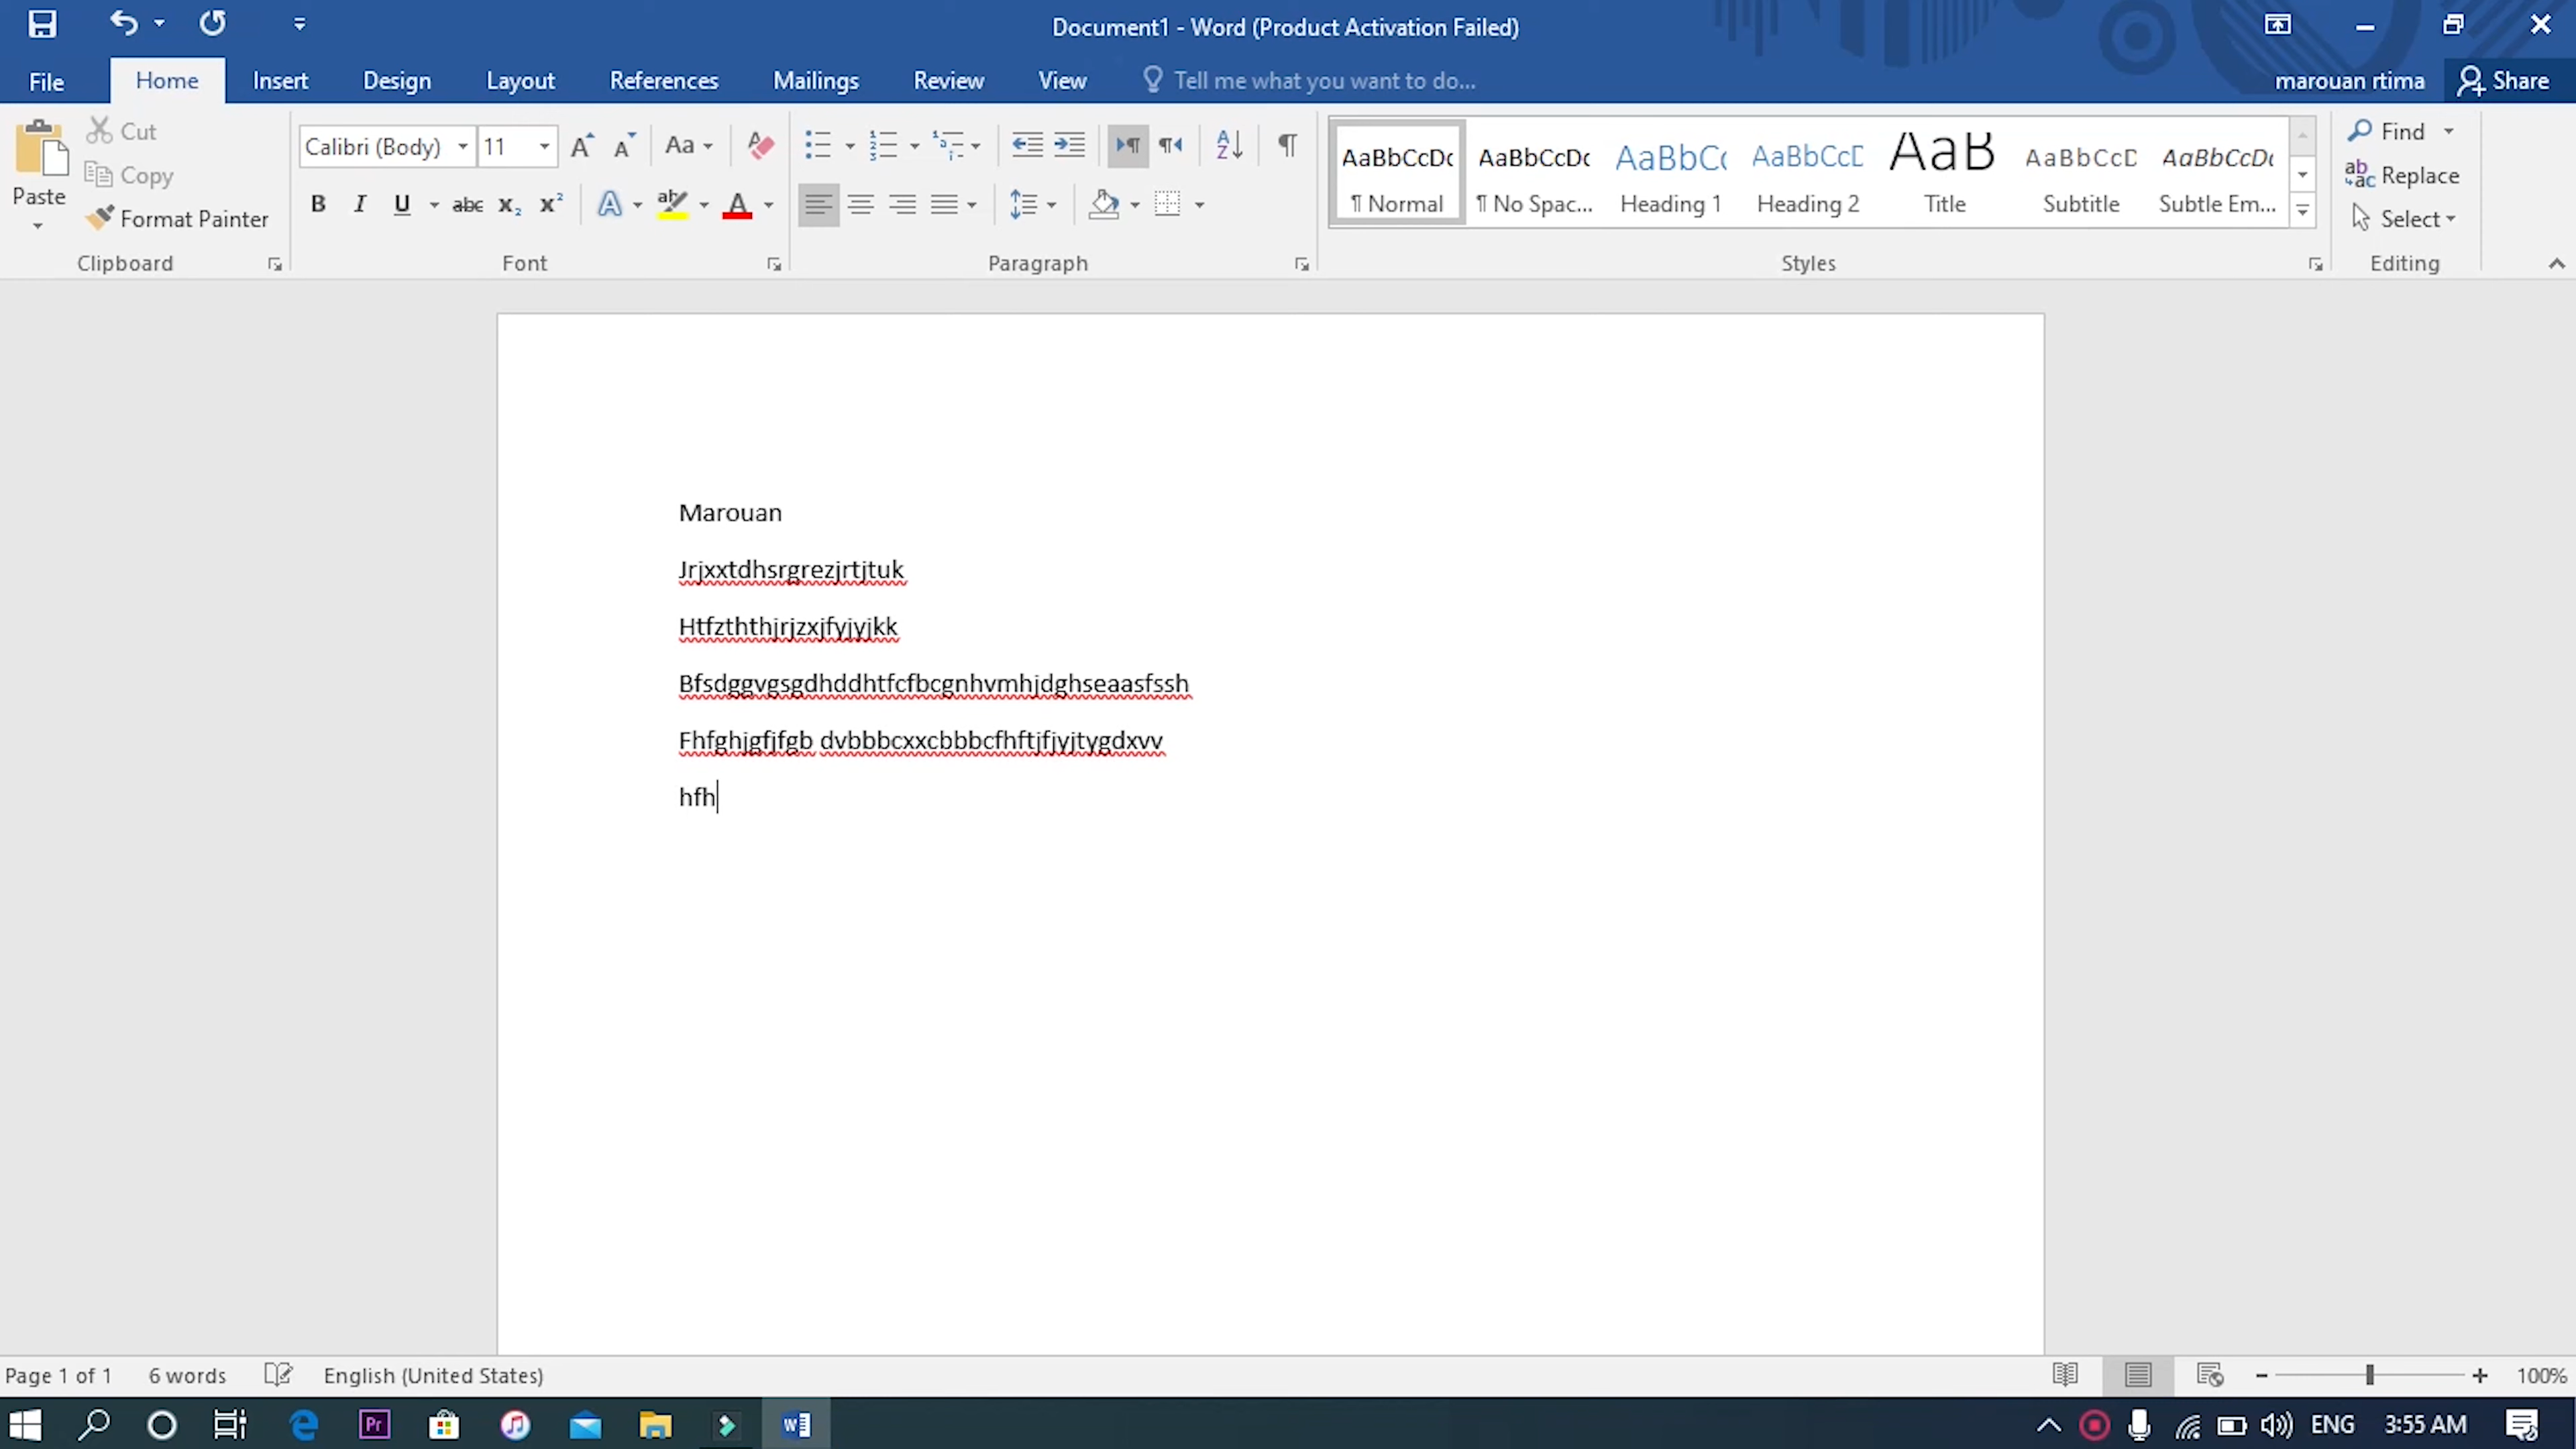 Document1 - Word (Product Activation Failed)
File Home Insert Design Layout References Mailings Review View Tell me what you want to do... marouan rtima Share
Paste
Cut
Copy
Format Painter
Clipboard
Calibri (Body) 11
Font
Paragraph
AaBbCcDc AaBbCcDc AaBbC AaBbCcD AaB AaBbCcD AaBbCcDc
¶ Normal ¶ No Spac... Heading 1 Heading 2 Title Subtitle Subtle Em...
Styles
Find
Replace
Select
Editing
Marouan
Jrjxxtdhsrgrezjrtjtuk
Htfzththjrjzxjfyjyjkk
Bfsdggvgsgdhddhtfcfbcgnhvmhjdghseaasfssh
Fhfghjgfjfgb dvbbbcxxcbbbcfhftjfjyjtygdxvv
hfh
Page 1 of 1 6 words English (United States) 100%
Pr ENG 3:55 AM